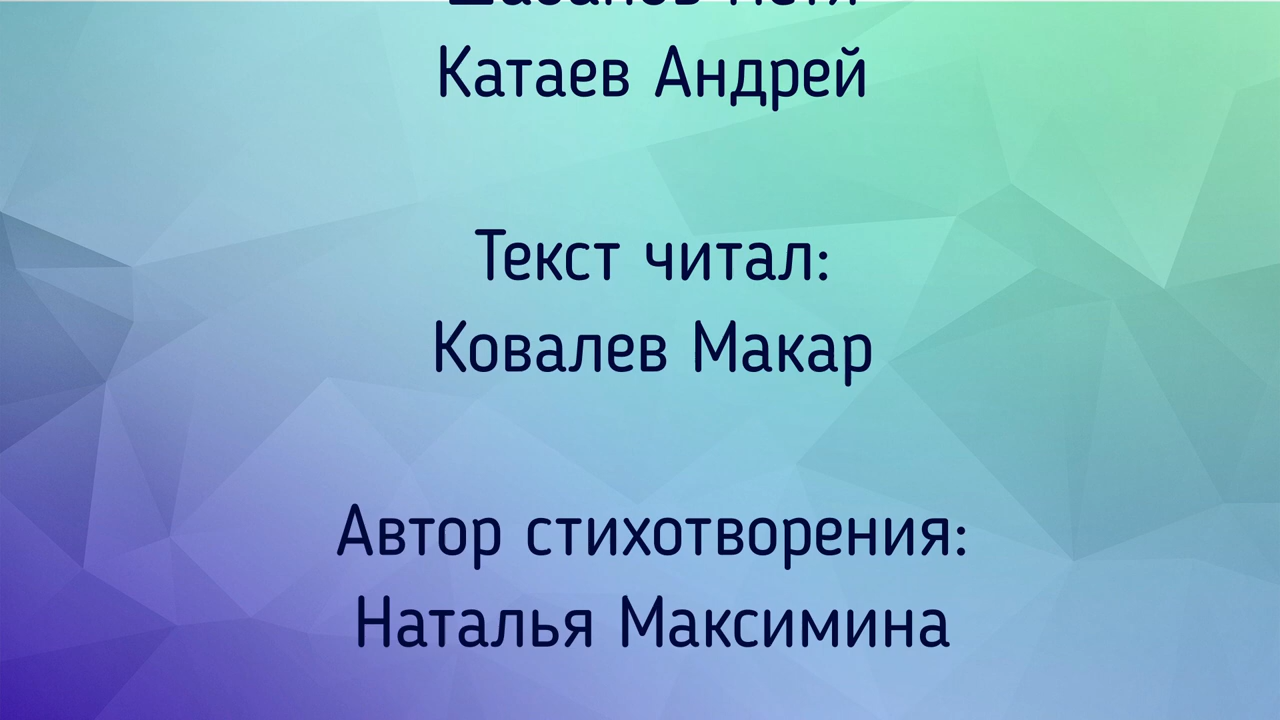 Катаев Андрей
Текст читал:
Ковалев Макар
Автор стихотворения:
Наталья Максимина